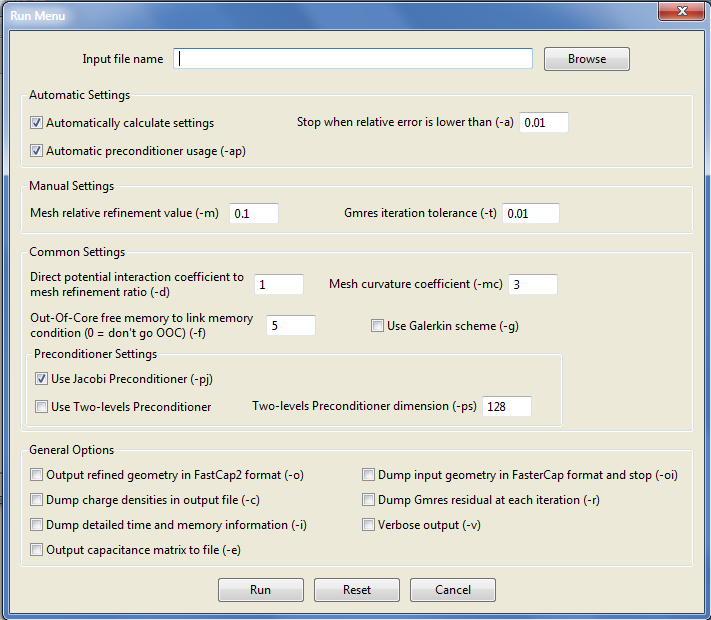 Run Menu
Input file name
Browse
Automatic Settings
Automatically calculate settings
Stop when relative error is lower than (-a) 0.01
Automatic preconditioner usage (-ap)
Manual Settings
Mesh relative refinement value (-m) 0.1
Gmres iteration tolerance (-t) 0.01
Common Settings
Direct potential interaction coefficient to
mesh refinement ratio (-d)
1
Mesh curvature coefficient (-mc) 3
Out-Of-Core free memory to link memory
condition (0 = don't go OOC) (-f)
5
Use Galerkin scheme (-g)
Preconditioner Settings
Use Jacobi Preconditioner (-pj)
Use Two-levels Preconditioner
Two-levels Preconditioner dimension (-ps) 128
General Options
Output refined geometry in FastCap2 format (-o)
Dump input geometry in FasterCap format and stop (-oi)
Dump charge densities in output file (-c)
Dump Gmres residual at each iteration (-r)
Dump detailed time and memory information (-i)
Verbose output (-v)
Output capacitance matrix to file (-e)
Run
Reset
Cancel